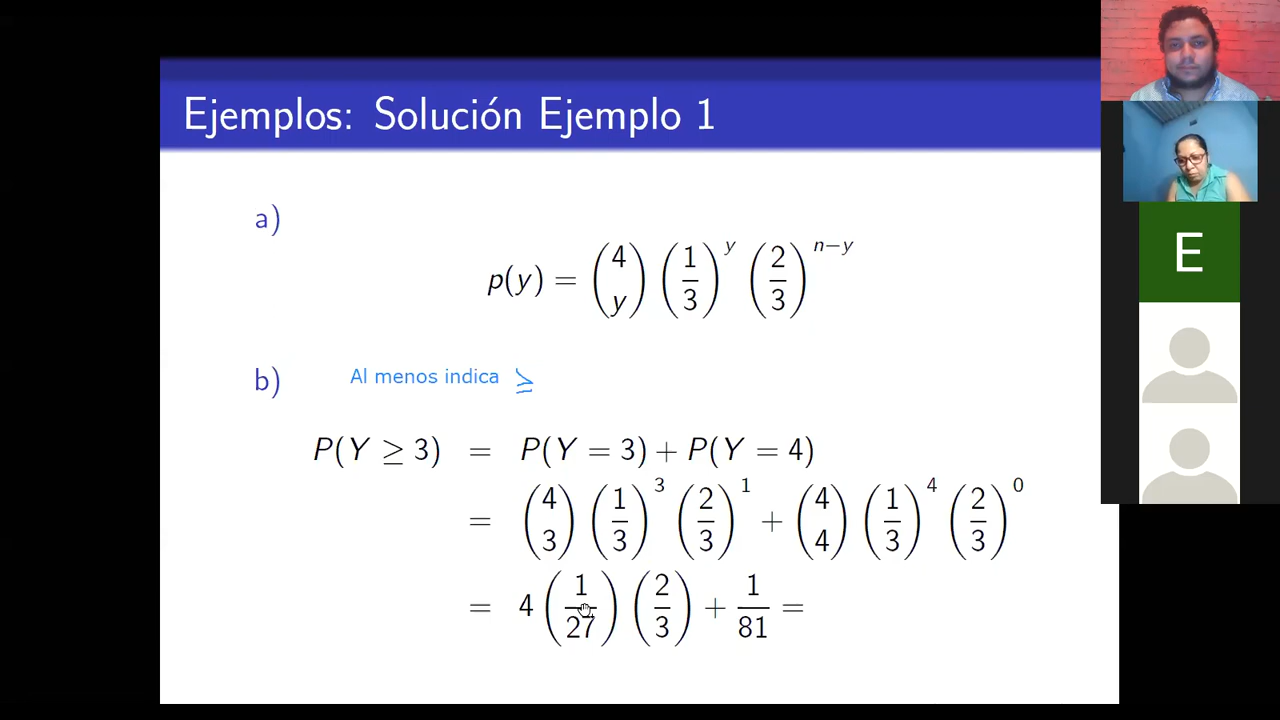 Ejemplos: Solución Ejemplo 1
a)
p(y) = (4 y) (1/3)^y (2/3)^{n−y}
b) Al menos indica ≥
P(Y ≥ 3) = P(Y = 3) + P(Y = 4)
= (4 3) (1/3)^3 (2/3)^1 + (4 4) (1/3)^4 (2/3)^0
= 4 (1/27) (2/3) + 1/81 =
E